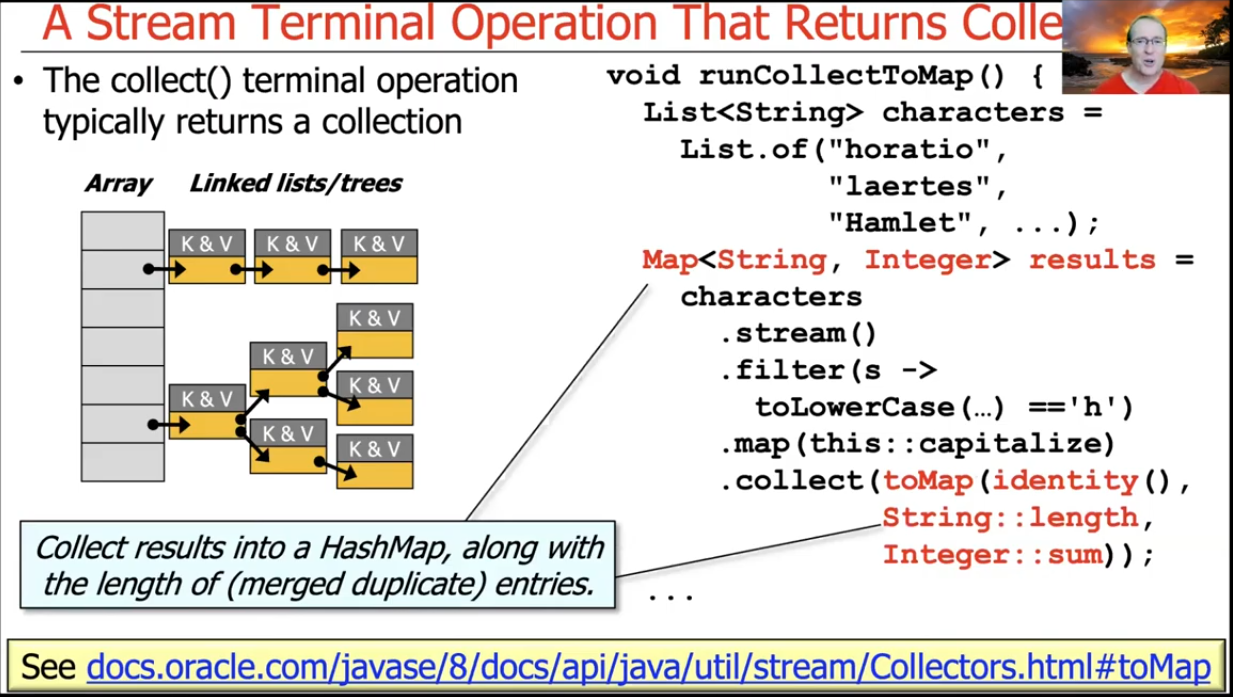 A Stream Terminal Operation That Returns Colle
• The collect() terminal operation
typically returns a collection
Array Linked lists/trees
K & V K & V K & V
K & V
K & V
K & V
K & V
K & V
K & V
Collect results into a HashMap, along with
the length of (merged duplicate) entries.
void runCollectToMap() {
List<String> characters =
List.of("horatio",
"laertes",
"Hamlet", ...);
Map<String, Integer> results =
characters
.stream()
.filter(s ->
toLowerCase(…) =='h')
.map(this::capitalize)
.collect(toMap(identity(),
String::length,
Integer::sum));
...
See docs.oracle.com/javase/8/docs/api/java/util/stream/Collectors.html#toMap